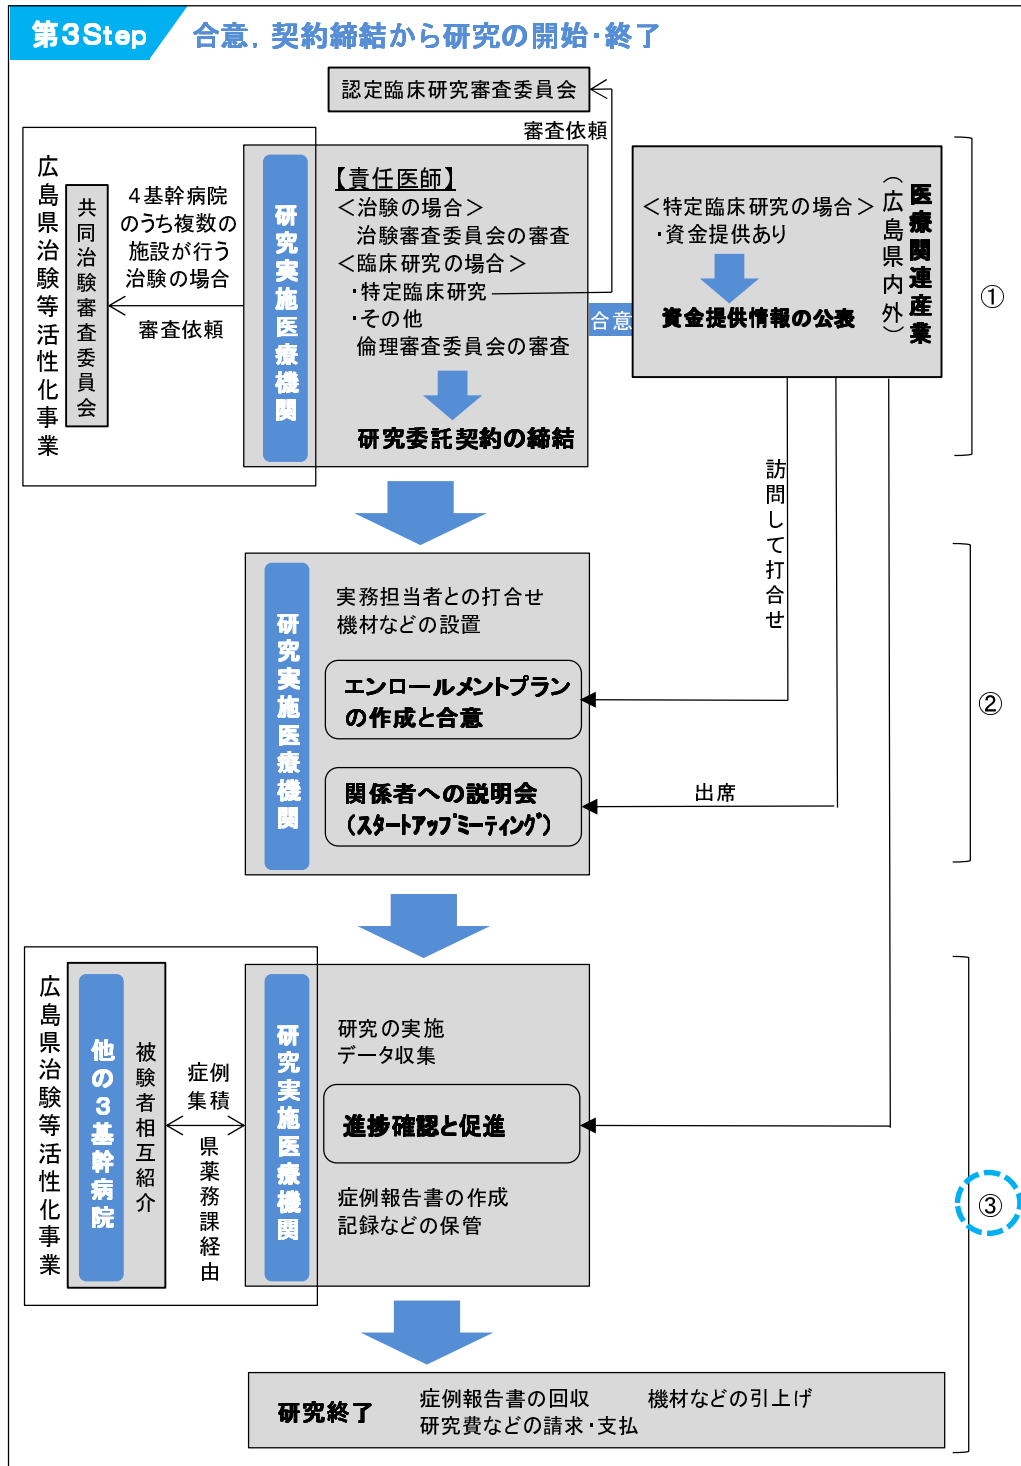 第3Step
合意，契約締結から研究の開始・終了
認定臨床研究審査委員会
審査依頼
広島県治験等活性化事業
共同治験審査委員会
4基幹病院
のうち複数の
施設が行う
治験の場合
審査依頼
研究実施医療機関
【責任医師】
＜治験の場合＞
治験審査委員会の審査
＜臨床研究の場合＞
・特定臨床研究
・その他
倫理審査委員会の審査
研究委託契約の締結
合意
＜特定臨床研究の場合＞
・資金提供あり
資金提供情報の公表
医療関連産業
（広島県内外）
①
訪問して打合せ
研究実施医療機関
実務担当者との打合せ
機材などの設置
エンロールメントプラン
の作成と合意
関係者への説明会
（ｽﾀｰﾄｱｯﾌﾟﾐｰﾃｨﾝｸﾞ）
出席
②
広島県治験等活性化事業
他の3基幹病院
被験者相互紹介
症例
集積
県薬務課経由
研究実施医療機関
研究の実施
データ収集
進捗確認と促進
症例報告書の作成
記録などの保管
③
研究終了
症例報告書の回収　機材などの引上げ
研究費などの請求・支払